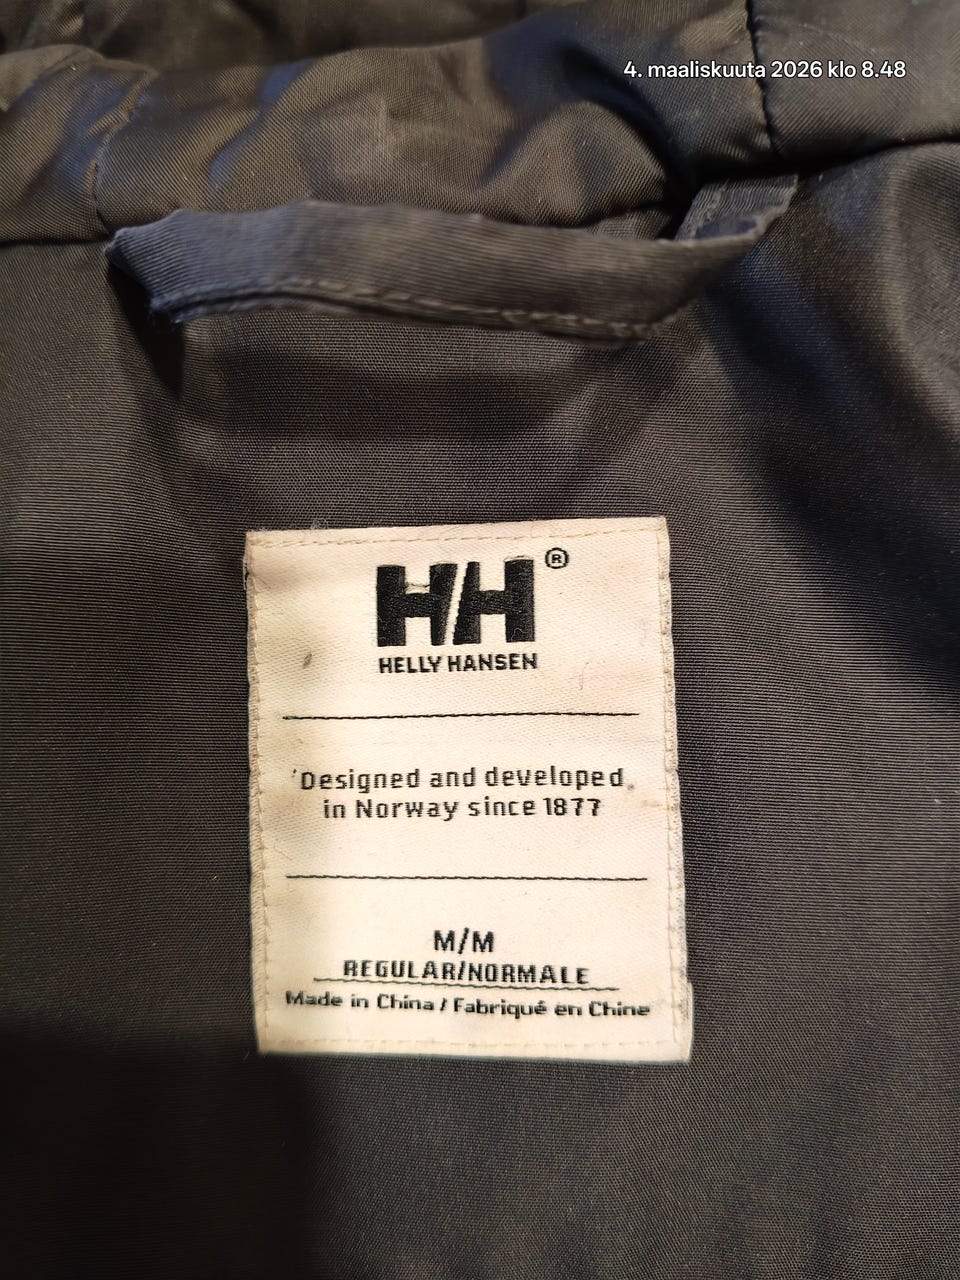 4. maaliskuuta 2026 klo 8.48
HH®
HELLY HANSEN
Designed and developed
in Norway since 1877
M/M
REGULAR/NORMALE
Made in China / Fabriqué en Chine